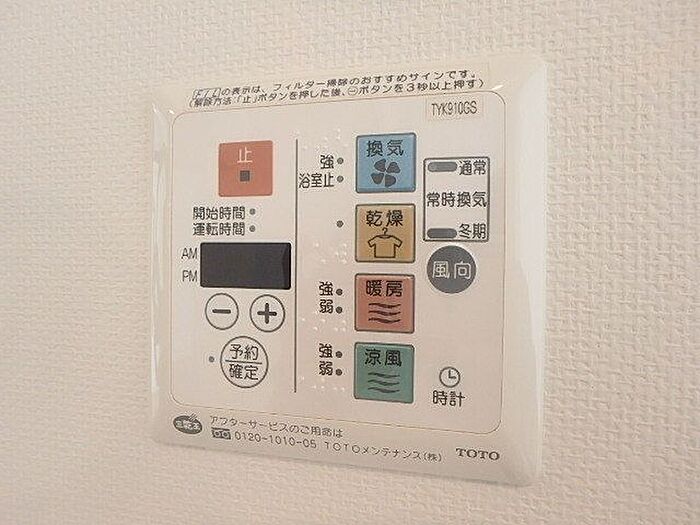 FILの表示は、フィルター掃除のおすすめサインです。
(解除方法:「止」ボタンを押した後、⊖ボタンを3秒以上押す)
TYK910GS
止
開始時間
運転時間
AM
PM
予約
確定
強
浴室止
換気
乾燥
強
弱
暖房
強
弱
涼風
通常
常時換気
冬期
風向
時計
アフターサービスのご用命は
0120-1010-05 TOTOメンテナンス(株)
TOTO